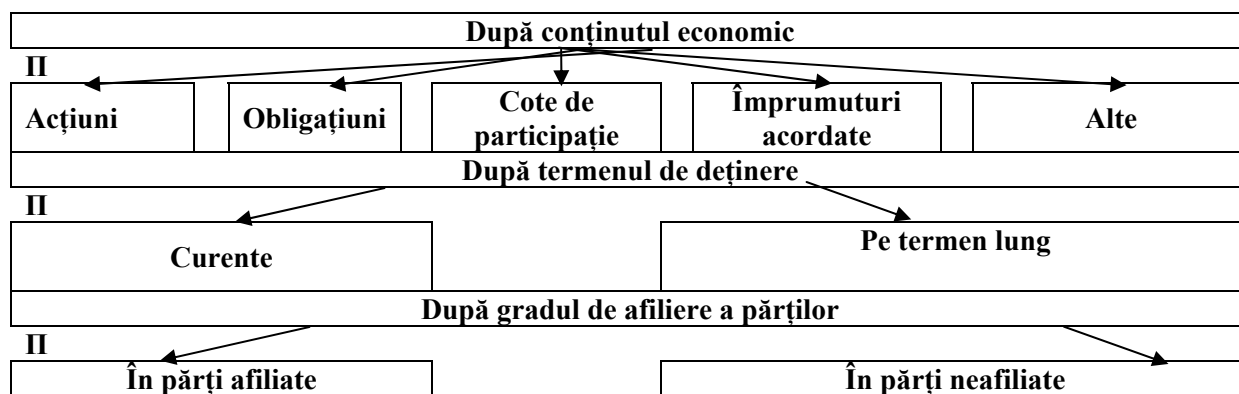 După conținutul economic
П
Acțiuni
Obligațiuni
Cote de
participație
Împrumuturi
acordate
Alte
După termenul de deținere
П
Curente
Pe termen lung
După gradul de afiliere a părților
П
În părți afiliate
În părți neafiliate